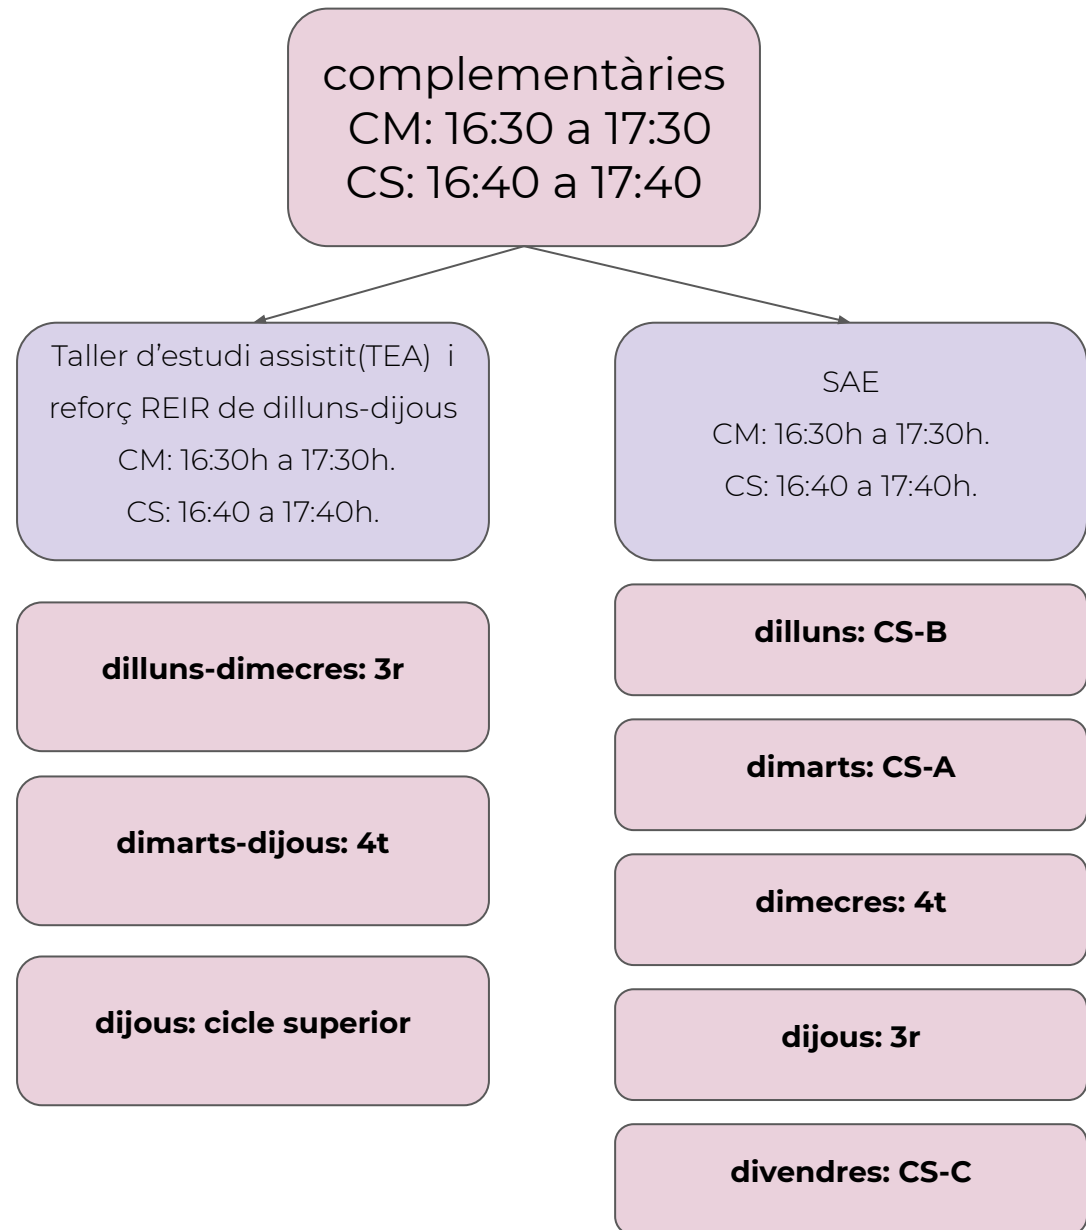 complementàries
CM: 16:30 a 17:30
CS: 16:40 a 17:40
Taller d’estudi assistit(TEA) i
reforç REIR de dilluns-dijous
CM: 16:30h a 17:30h.
CS: 16:40 a 17:40h.
dilluns-dimecres: 3r
dimarts-dijous: 4t
dijous: cicle superior
SAE
CM: 16:30h a 17:30h.
CS: 16:40 a 17:40h.
dilluns: CS-B
dimarts: CS-A
dimecres: 4t
dijous: 3r
divendres: CS-C